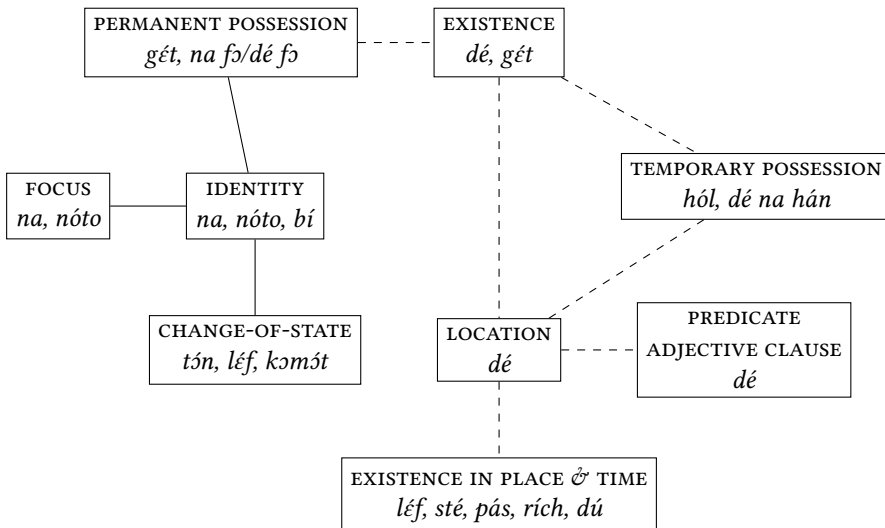 PERMANENT POSSESSION
gɛ́t, na fɔ/dé fɔ
EXISTENCE
dé, gɛ́t
TEMPORARY POSSESSION
hól, dé na hán
FOCUS
na, nóto
IDENTITY
na, nóto, bí
CHANGE-OF-STATE
tɔ́n, lɛ́f, kɔmɔ́t
LOCATION
dé
PREDICATE
ADJECTIVE CLAUSE
dé
EXISTENCE IN PLACE & TIME
lɛ́f, sté, pás, rích, dú